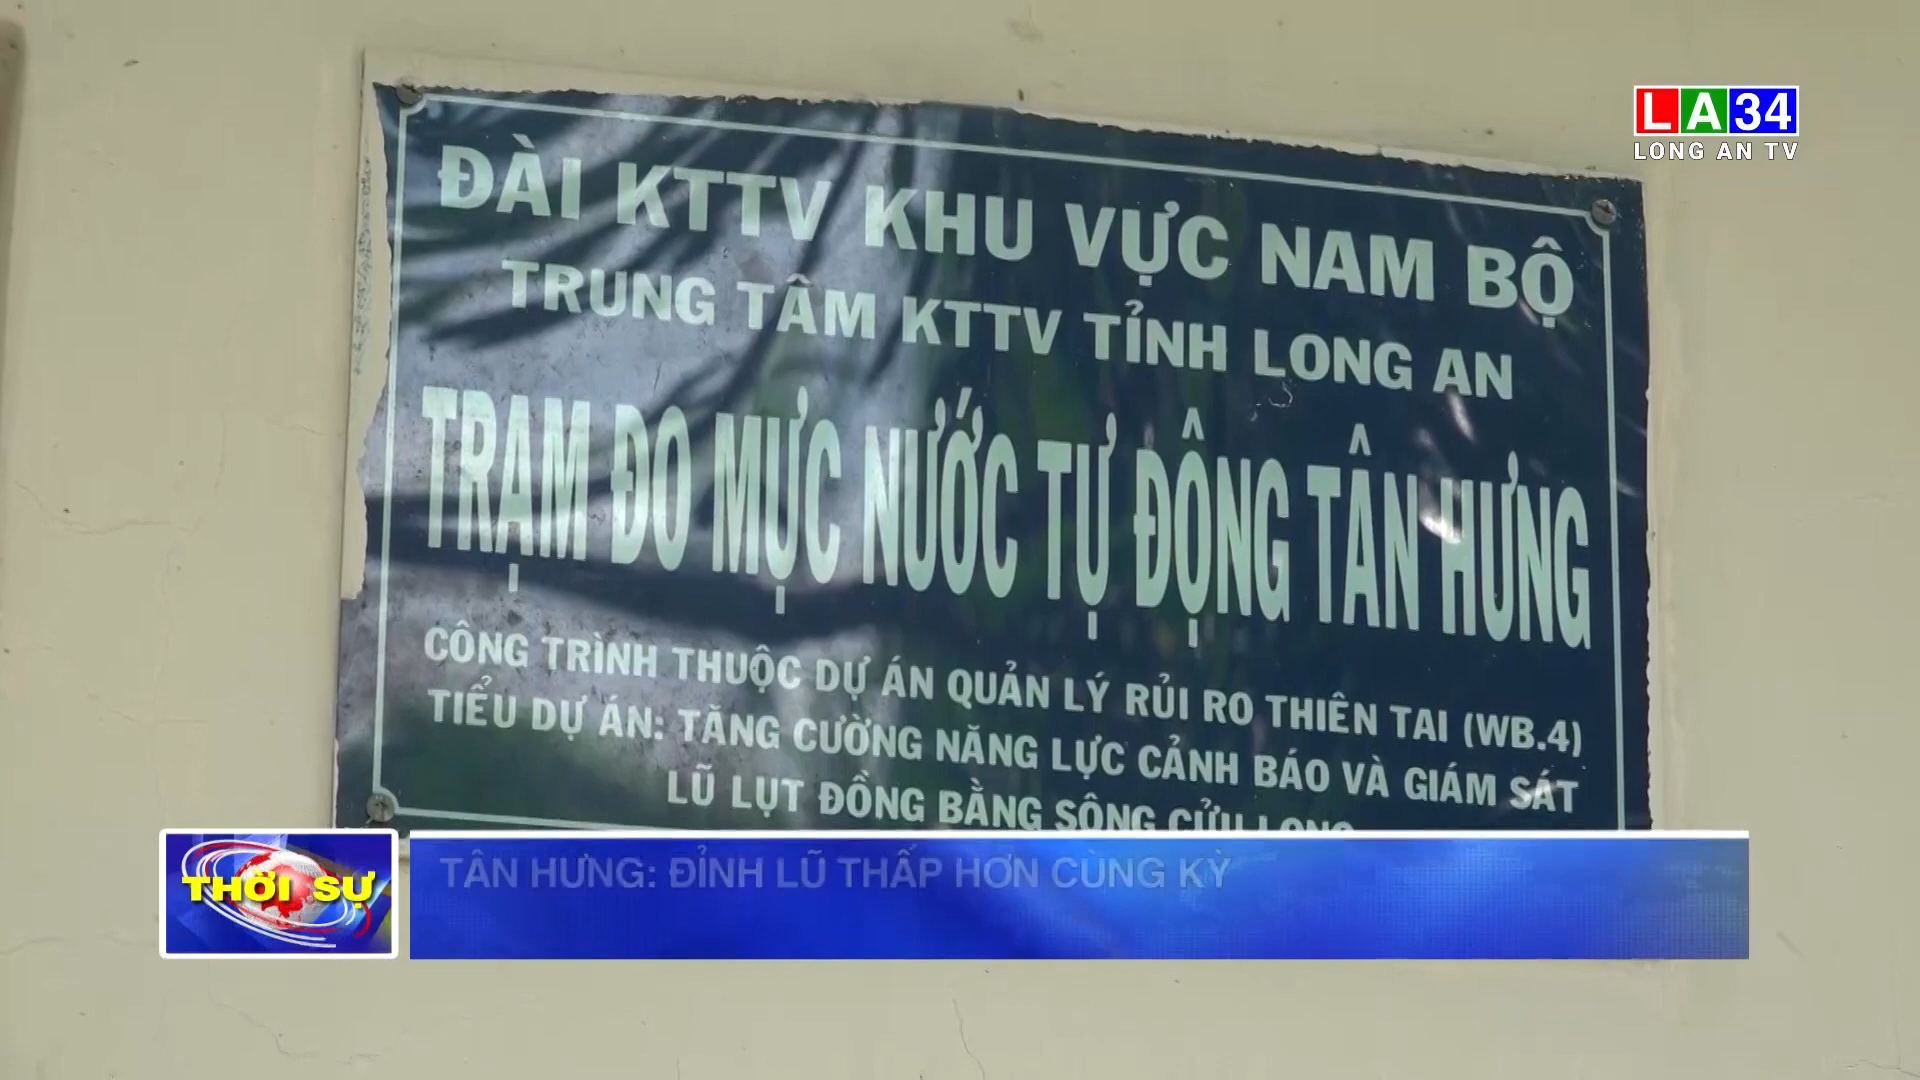 LA34
LONG AN TV
ĐÀI KTTV KHU VỰC NAM BỘ
TRUNG TÂM KTTV TỈNH LONG AN
TRẠM ĐO MỰC NƯỚC TỰ ĐỘNG TÂN HƯNG
CÔNG TRÌNH THUỘC DỰ ÁN QUẢN LÝ RỦI RO THIÊN TAI (WB.4)
TIỂU DỰ ÁN: TĂNG CƯỜNG NĂNG LỰC CẢNH BÁO VÀ GIÁM SÁT
LŨ LỤT ĐỒNG BẰNG SÔNG CỬU LONG
THỜI SỰ
TÂN HƯNG: ĐỈNH LŨ THẤP HƠN CÙNG KỲ